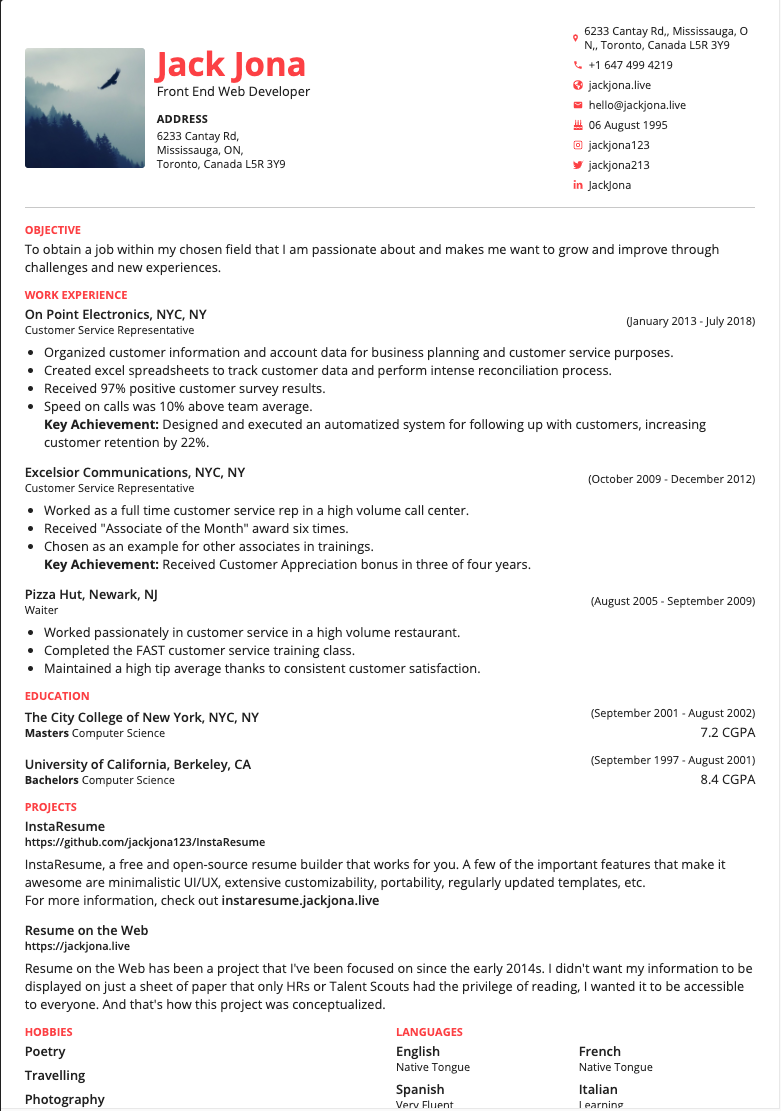 Jack Jona
Front End Web Developer
ADDRESS
6233 Cantay Rd,
Mississauga, ON,
Toronto, Canada L5R 3Y9
6233 Cantay Rd,, Mississauga, O
N,, Toronto, Canada L5R 3Y9
+1 647 499 4219
jackjona.live
hello@jackjona.live
06 August 1995
jackjona123
jackjona213
JackJona
OBJECTIVE
To obtain a job within my chosen field that I am passionate about and makes me want to grow and improve through
challenges and new experiences.
WORK EXPERIENCE
On Point Electronics, NYC, NY
Customer Service Representative
(January 2013 - July 2018)
• Organized customer information and account data for business planning and customer service purposes.
• Created excel spreadsheets to track customer data and perform intense reconciliation process.
• Received 97% positive customer survey results.
• Speed on calls was 10% above team average.
Key Achievement: Designed and executed an automatized system for following up with customers, increasing
customer retention by 22%.
Excelsior Communications, NYC, NY
Customer Service Representative
(October 2009 - December 2012)
• Worked as a full time customer service rep in a high volume call center.
• Received "Associate of the Month" award six times.
• Chosen as an example for other associates in trainings.
Key Achievement: Received Customer Appreciation bonus in three of four years.
Pizza Hut, Newark, NJ
Waiter
(August 2005 - September 2009)
• Worked passionately in customer service in a high volume restaurant.
• Completed the FAST customer service training class.
• Maintained a high tip average thanks to consistent customer satisfaction.
EDUCATION
The City College of New York, NYC, NY
Masters Computer Science
(September 2001 - August 2002)
7.2 CGPA
University of California, Berkeley, CA
Bachelors Computer Science
(September 1997 - August 2001)
8.4 CGPA
PROJECTS
InstaResume
https://github.com/jackjona123/InstaResume
InstaResume, a free and open-source resume builder that works for you. A few of the important features that make it
awesome are minimalistic UI/UX, extensive customizability, portability, regularly updated templates, etc.
For more information, check out instaresume.jackjona.live
Resume on the Web
https://jackjona.live
Resume on the Web has been a project that I've been focused on since the early 2014s. I didn't want my information to be
displayed on just a sheet of paper that only HRs or Talent Scouts had the privilege of reading, I wanted it to be accessible
to everyone. And that's how this project was conceptualized.
HOBBIES
Poetry
Travelling
Photography
LANGUAGES
English
Native Tongue
French
Native Tongue
Spanish
Very Fluent
Italian
Learning